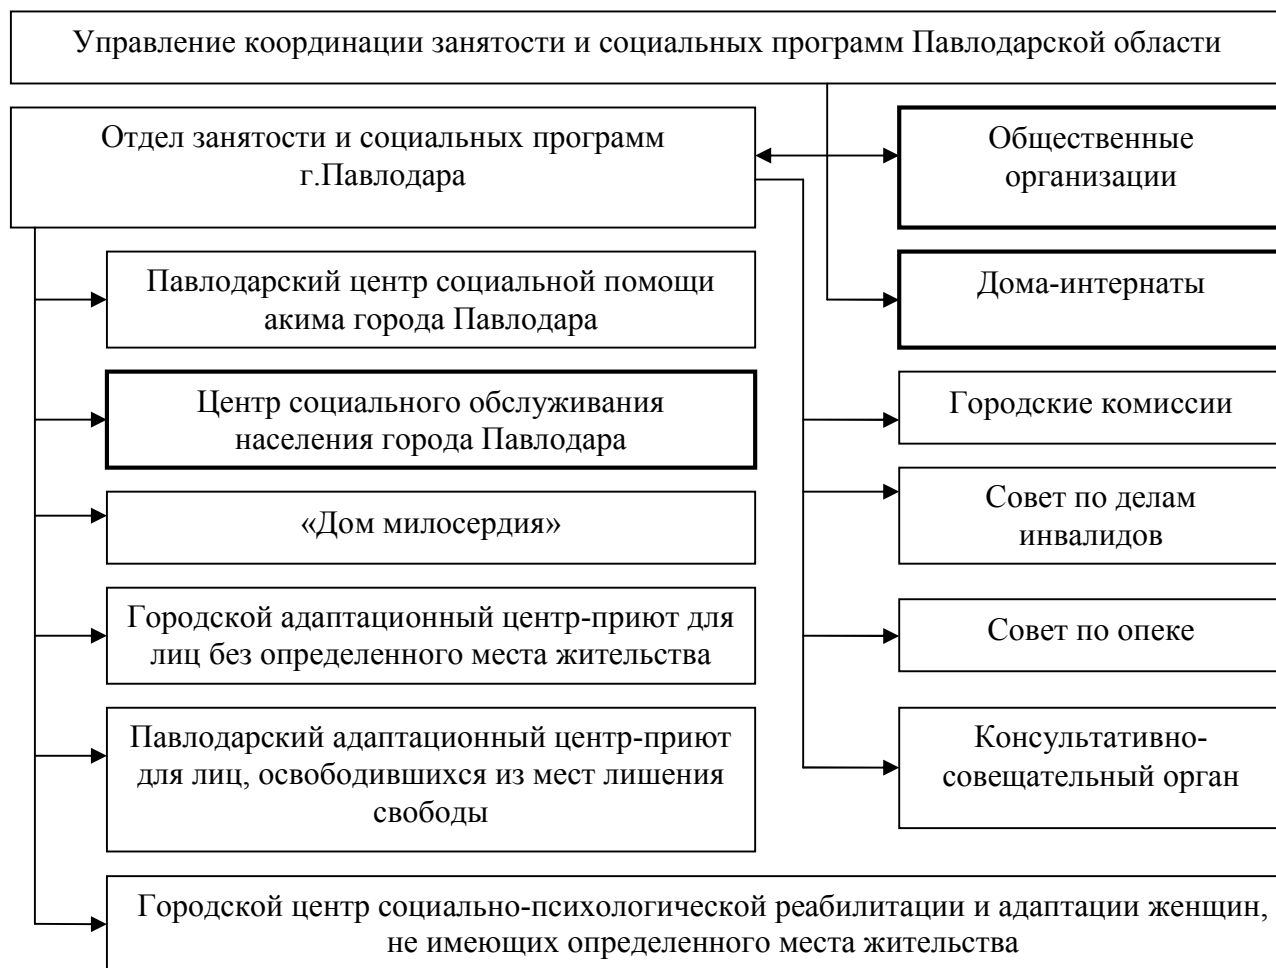 Управление координации занятости и социальных программ Павлодарской области
Отдел занятости и социальных программ
г.Павлодара
Общественные
организации
Павлодарский центр социальной помощи
акима города Павлодара
Дома-интернаты
Центр социального обслуживания
населения города Павлодара
Городские комиссии
«Дом милосердия»
Совет по делам
инвалидов
Городской адаптационный центр-приют для
лиц без определенного места жительства
Совет по опеке
Павлодарский адаптационный центр-приют
для лиц, освободившихся из мест лишения
свободы
Консультативно-
совещательный орган
Городской центр социально-психологической реабилитации и адаптации женщин,
не имеющих определенного места жительства